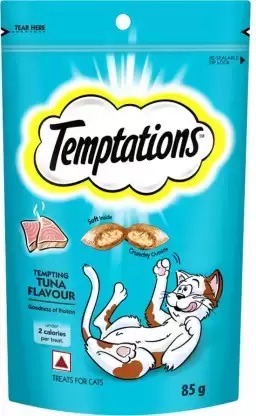 TEAR HERE
RE-SEALABLE
ZIP LOCK
Temptations™
Soft Inside
Crunchy Outside
TEMPTING
TUNA
FLAVOUR
Goodness of Protein
under
2 calories
per treat.
TREATS FOR CATS
85 g